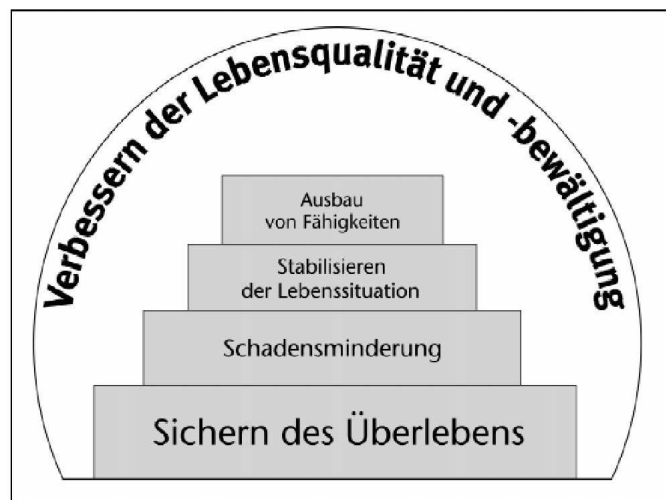 Verbessern der Lebensqualität und -bewältigung
Ausbau
von Fähigkeiten
Stabilisieren
der Lebenssituation
Schadensminderung
Sichern des Überlebens